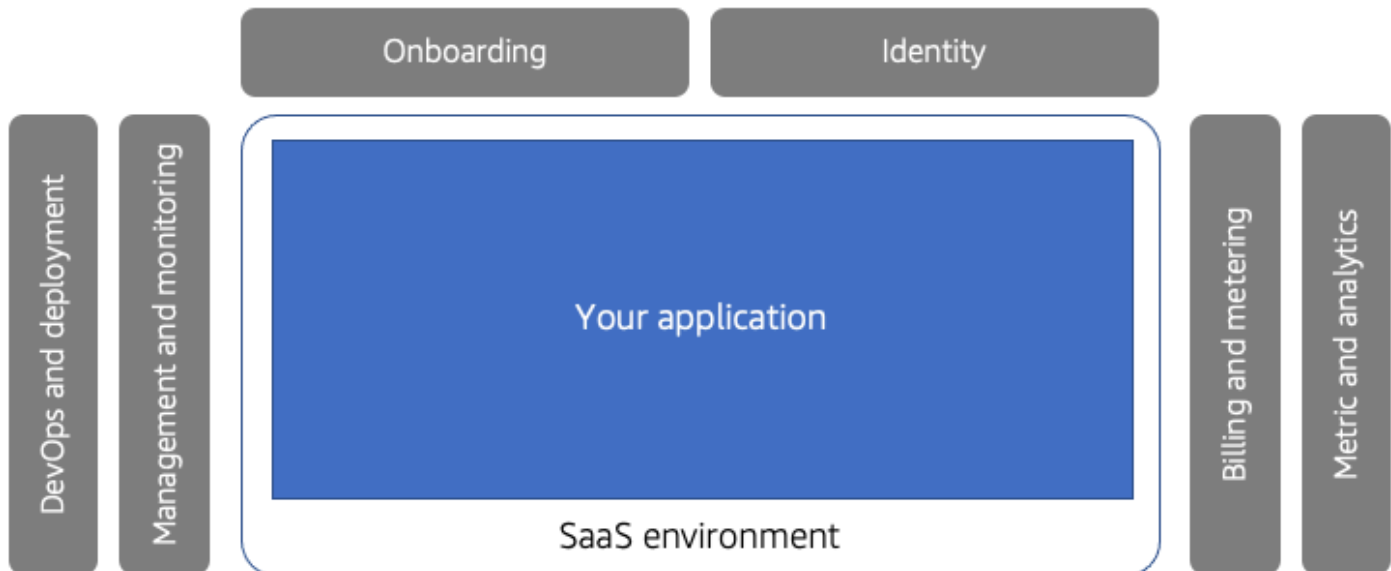 Onboarding
Identity
DevOps and deployment
Management and monitoring
Your application
SaaS environment
Billing and metering
Metric and analytics